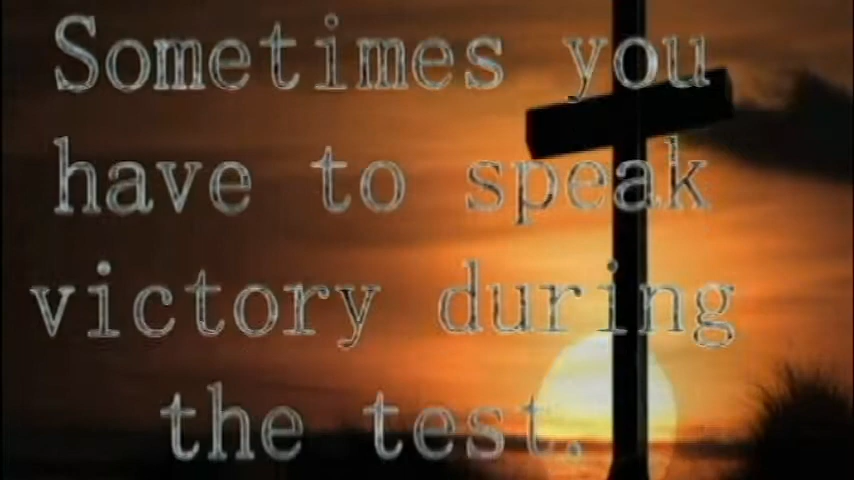 Sometimes you
have to speak
victory during
the test.